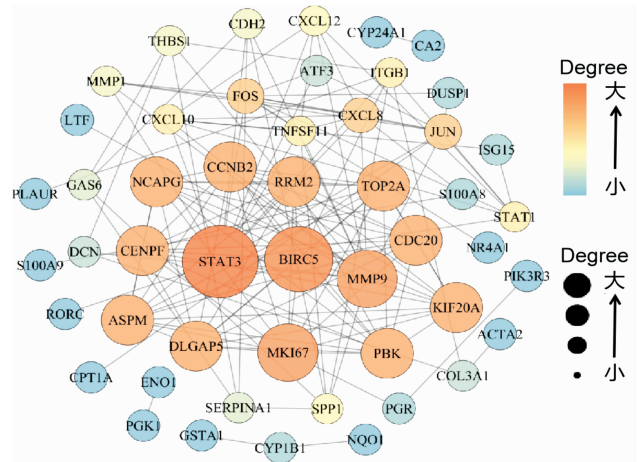 CDH2
CXCL12
CYP24A1
CA2
THBS1
ATF3
ITGB1
MMP1
FOS
DUSP1
LTF
CXCL10
TNFSF11
CXCL8
JUN
ISG15
CCNB2
RRM2
TOP2A
NCAPG
PLAUR
GAS6
S100A8
STAT1
CENPF
CDC20
DCN
NR4A1
S100A9
STAT3
BIRC5
MMP9
PIK3R3
RORC
ASPM
KIF20A
ACTA2
DLGAP5
MKI67
PBK
CPT1A
ENO1
COL3A1
SERPINA1
SPP1
PGR
PGK1
GSTA1
CYP1B1
NQO1
Degree
大
小
Degree
大
小